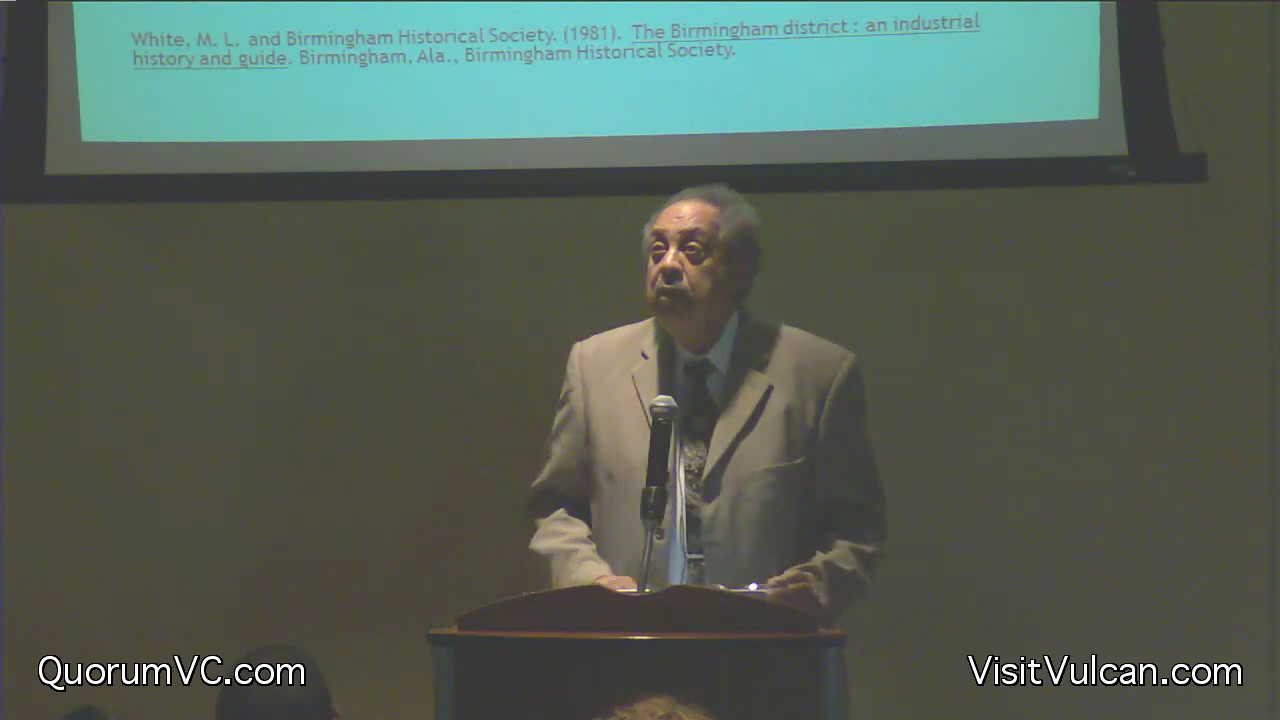 White, M. L. and Birmingham Historical Society. (1981). The Birmingham district : an industrial
history and guide. Birmingham, Ala., Birmingham Historical Society.
QuorumVC.com
VisitVulcan.com